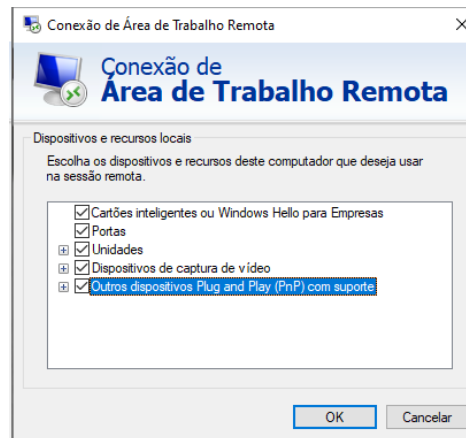 Conexão de Área de Trabalho Remota
Conexão de
Área de Trabalho Remota
Dispositivos e recursos locais
Escolha os dispositivos e recursos deste computador que deseja usar
na sessão remota.
Cartões inteligentes ou Windows Hello para Empresas
Portas
Unidades
Dispositivos de captura de vídeo
Outros dispositivos Plug and Play (PnP) com suporte
OK
Cancelar